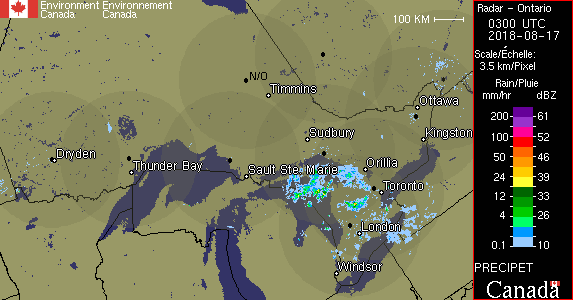 Environment Environnement
Canada Canada
100 KM
N/O
Timmins
Ottawa
Sudbury
Kingston
Dryden
Thunder Bay
Sault Ste. Marie
Orillia
Toronto
London
Windsor
Radar - Ontario
0300 UTC
2018-08-17
Scale/Échelle:
3.5 km/Pixel
Rain/Pluie
mm/hr dBZ
200 61
100 52
50 46
24 39
12 33
4 26
0.1 10
PRECIPET
Canada